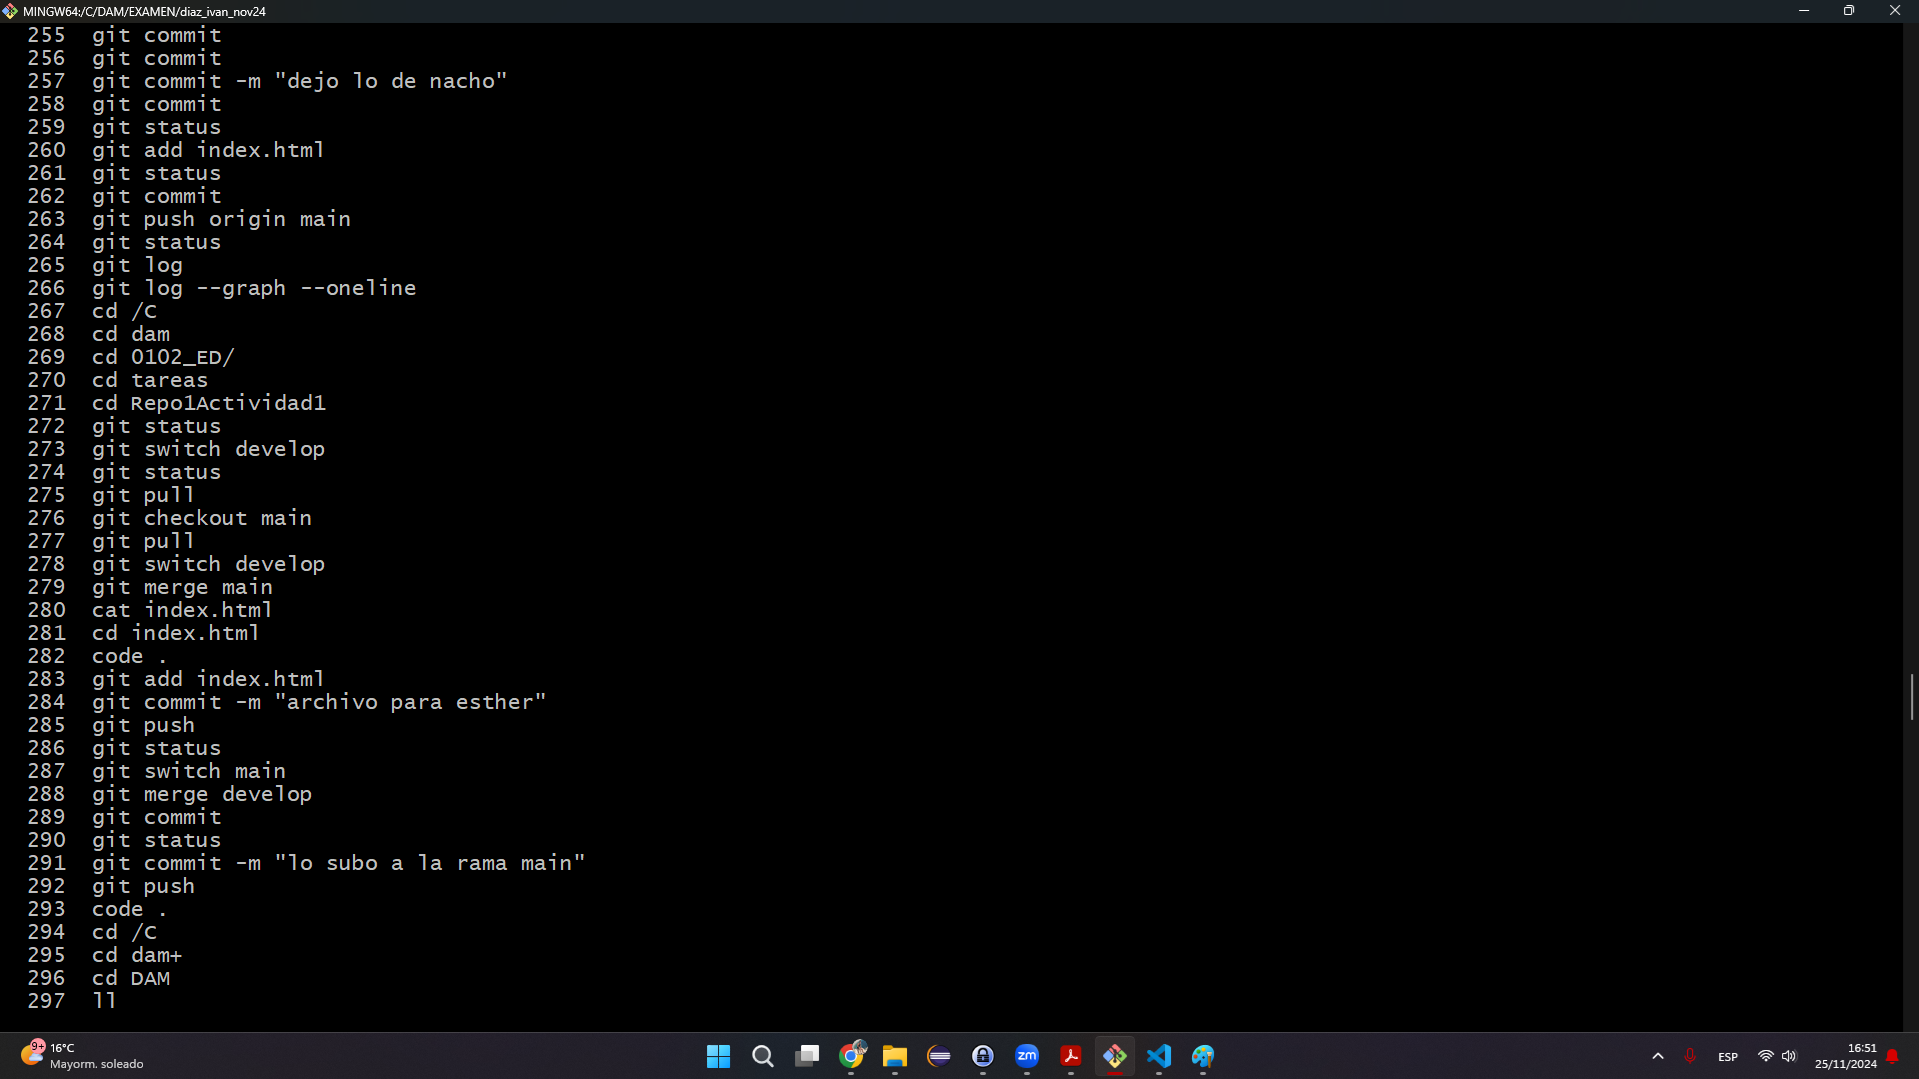 MINGW64:/C/DAM/EXAMEN/diaz_ivan_nov24
255 git commit
256 git commit
257 git commit -m "dejo lo de nacho"
258 git commit
259 git status
260 git add index.html
261 git status
262 git commit
263 git push origin main
264 git status
265 git log
266 git log --graph --oneline
267 cd /C
268 cd dam
269 cd 0102_ED/
270 cd tareas
271 cd Repo1Actividad1
272 git status
273 git switch develop
274 git status
275 git pull
276 git checkout main
277 git pull
278 git switch develop
279 git merge main
280 cat index.html
281 cd index.html
282 code .
283 git add index.html
284 git commit -m "archivo para esther"
285 git push
286 git status
287 git switch main
288 git merge develop
289 git commit
290 git status
291 git commit -m "lo subo a la rama main"
292 git push
293 code .
294 cd /C
295 cd dam+
296 cd DAM
297 ll
9+
16°C
Mayorm. soleado
zm
ESP
16:51
25/11/2024